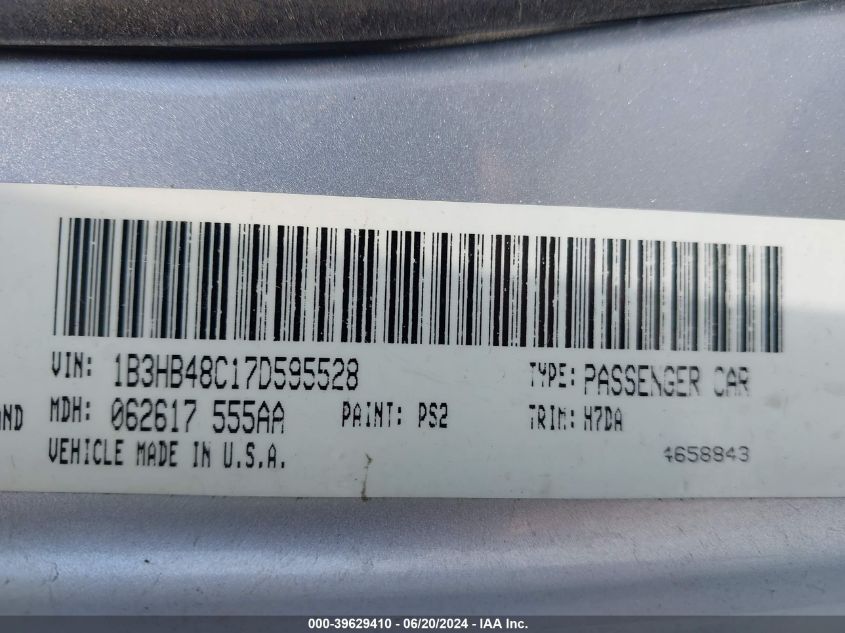 VIN: 1B3HB48C17D595528 TYPE: PASSENGER CAR
AND MDH: 062617 555AA PAINT: PS2 TRIM: H7DA
VEHICLE MADE IN U.S.A. 4658843
000-39629410 - 06/20/2024 - IAA Inc.